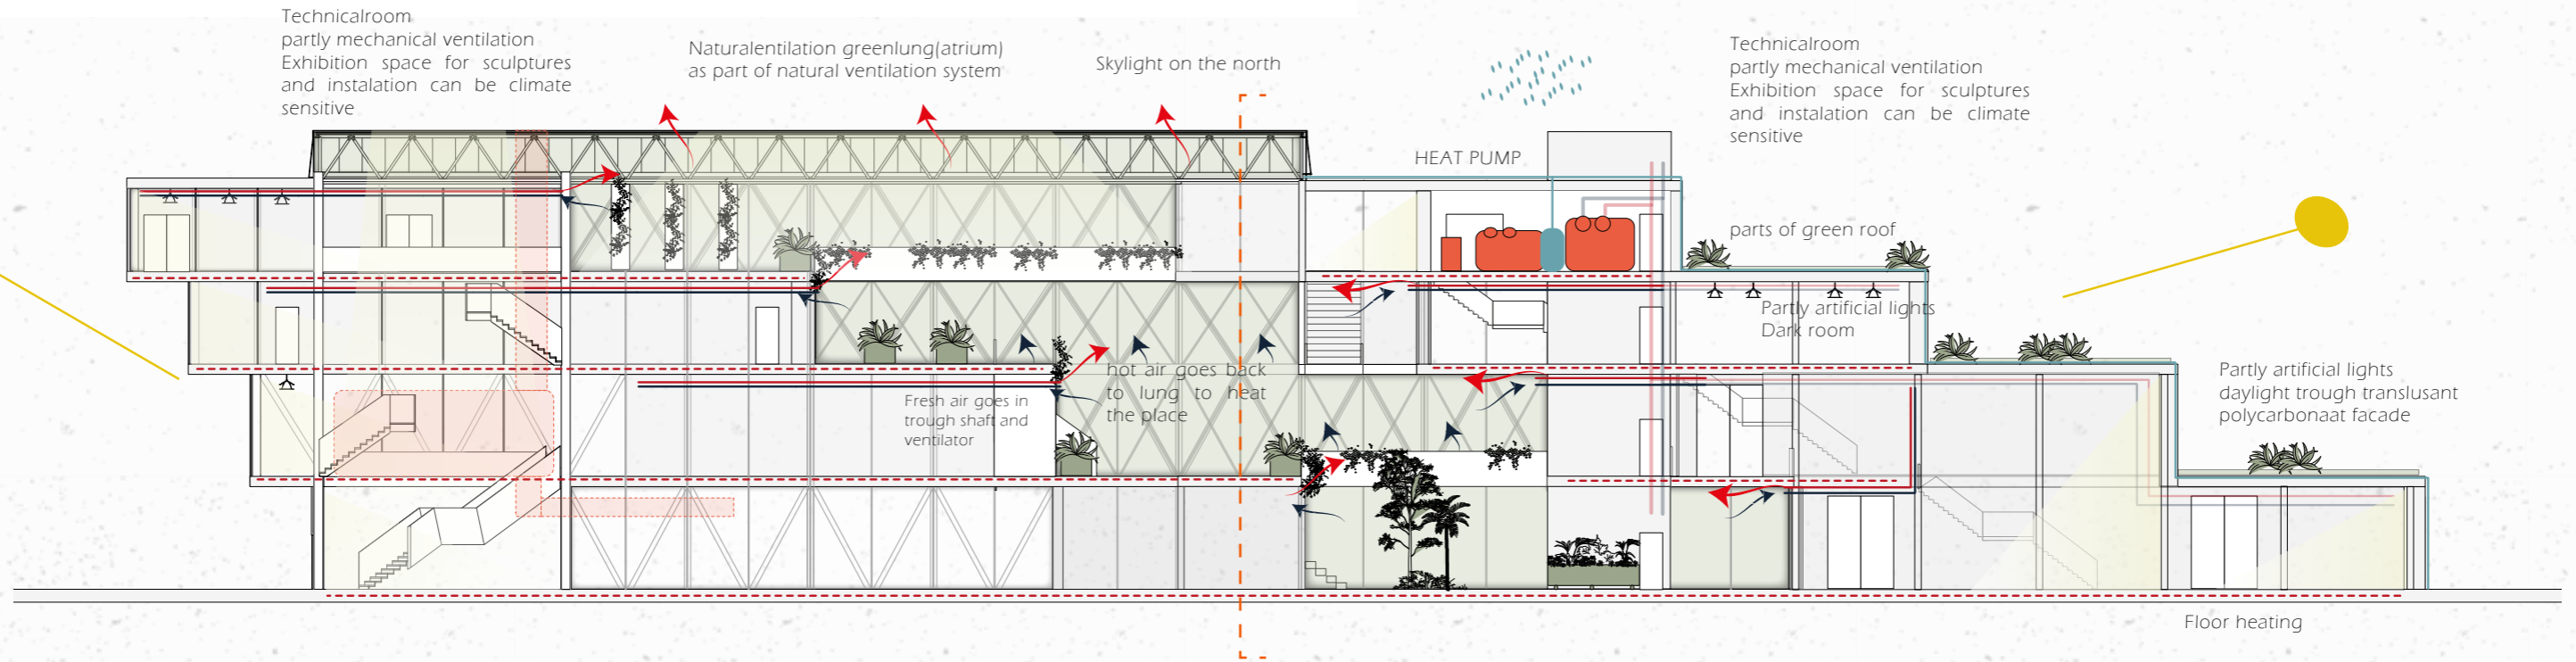 Technicalroom
partly mechanical ventilation
Exhibition space for sculptures
and instalation can be climate
sensitive
Naturalentilation greenlung(atrium)
as part of natural ventilation system
Skylight on the north
HEAT PUMP
Technicalroom
partly mechanical ventilation
Exhibition space for sculptures
and instalation can be climate
sensitive
parts of green roof
Partly artificial lights
Dark room
Partly artificial lights
daylight trough translusant
polycarbonaat facade
hot air goes back
to lung to heat
the place
Fresh air goes in
trough shaft and
ventilator
Floor heating